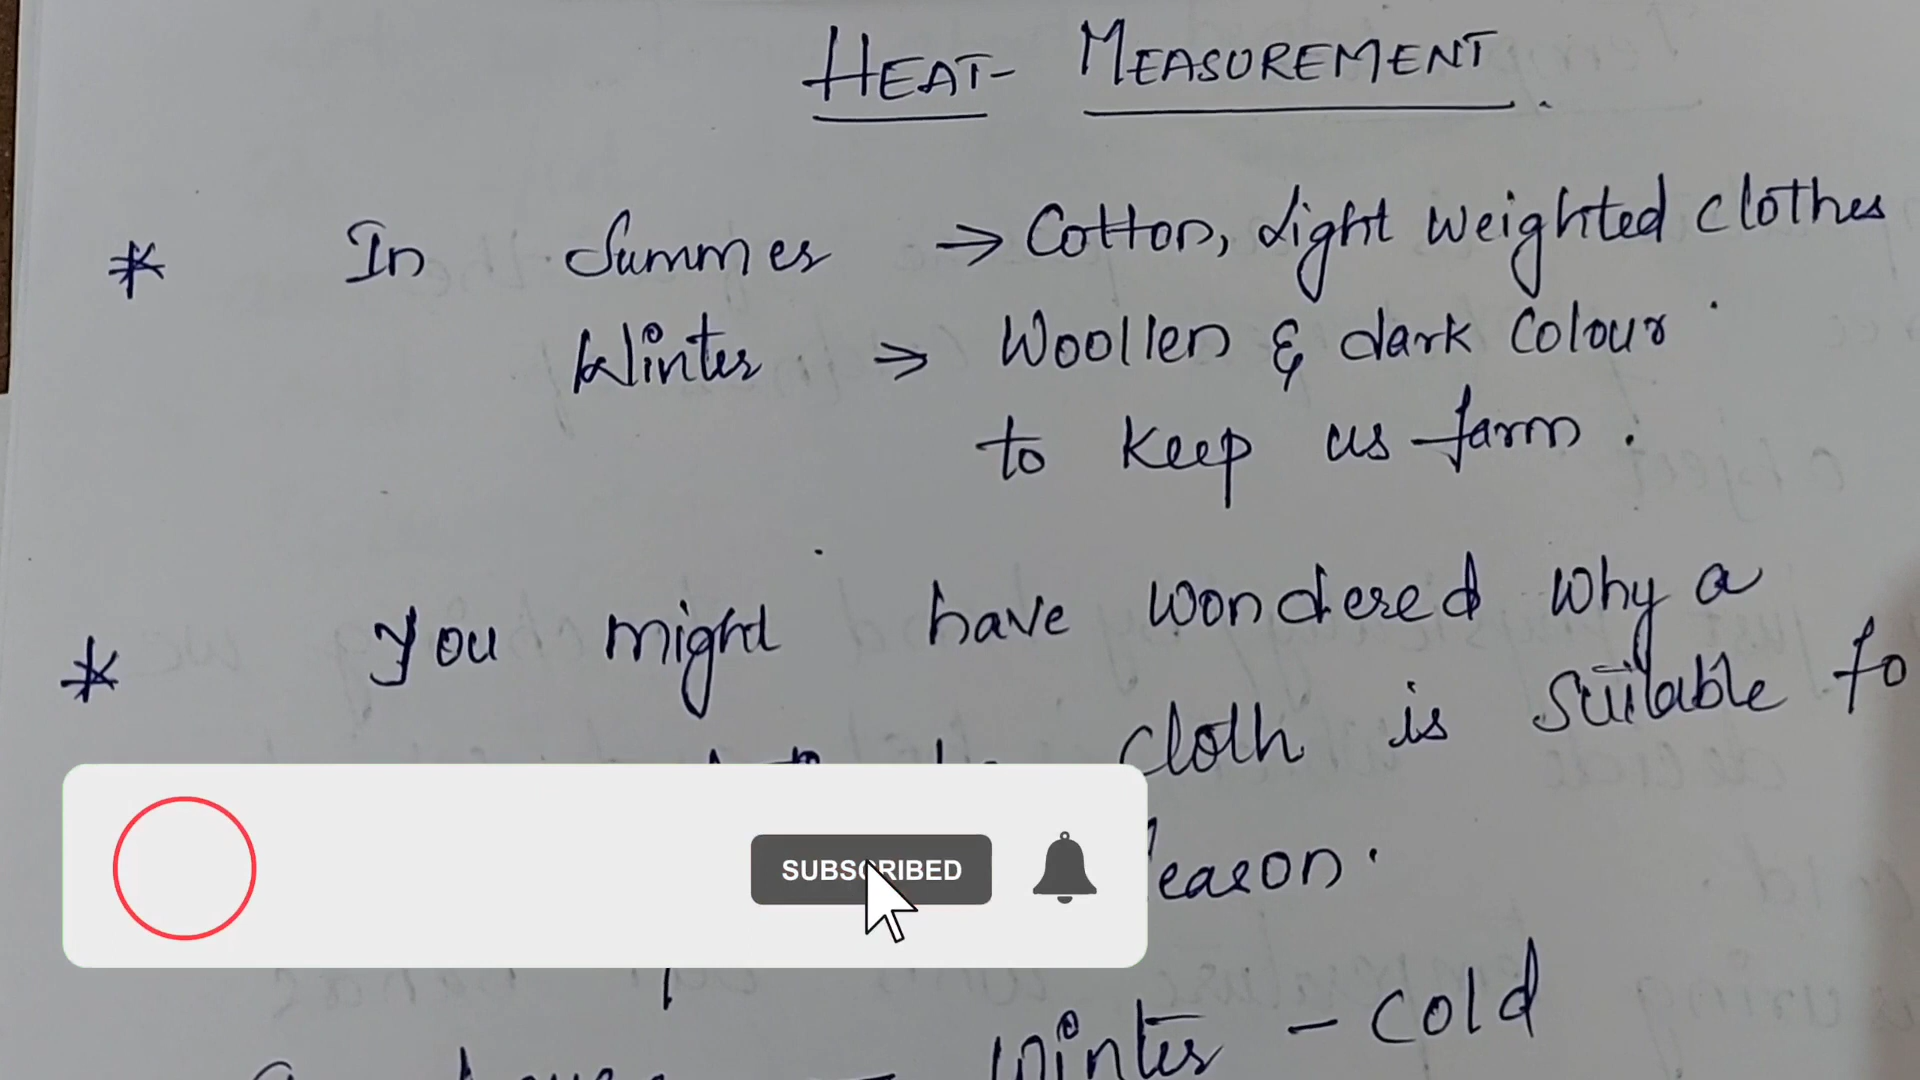 HEAT- MEASUREMENT.
* In Summer → Cotton, Light weighted clothes
Winter → Woollen & dark colour
to keep us farm.
* You might have wondered why a
cloth is suitable fo
eason.
SUBSCRIBED
Winter - cold